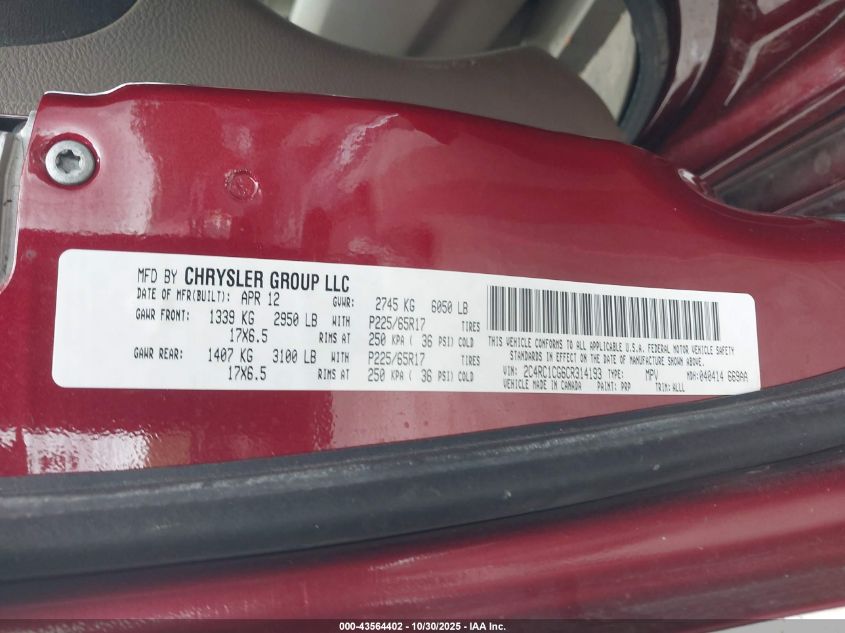 MFD BY CHRYSLER GROUP LLC
DATE OF MFR(BUILT): APR 12 GVWR: 2745 KG 6050 LB
GAWR FRONT: 1339 KG 2950 LB WITH P225/65R17 TIRES
17X6.5 RIMS AT 250 KPA ( 36 PSI) COLD
GAWR REAR: 1407 KG 3100 LB WITH P225/65R17 TIRES
17X6.5 RIMS AT 250 KPA ( 36 PSI) COLD
THIS VEHICLE CONFORMS TO ALL APPLICABLE U.S.A. FEDERAL MOTOR VEHICLE SAFETY
STANDARDS IN EFFECT ON THE DATE OF MANUFACTURE SHOWN ABOVE.
VIN: 2C4RC1CG6CR314193 TYPE: MPV MDH: 040414 669AA
VEHICLE MADE IN CANADA PAINT: PRP TRIM: ALLL
000-43564402 - 10/30/2025 - IAA Inc.